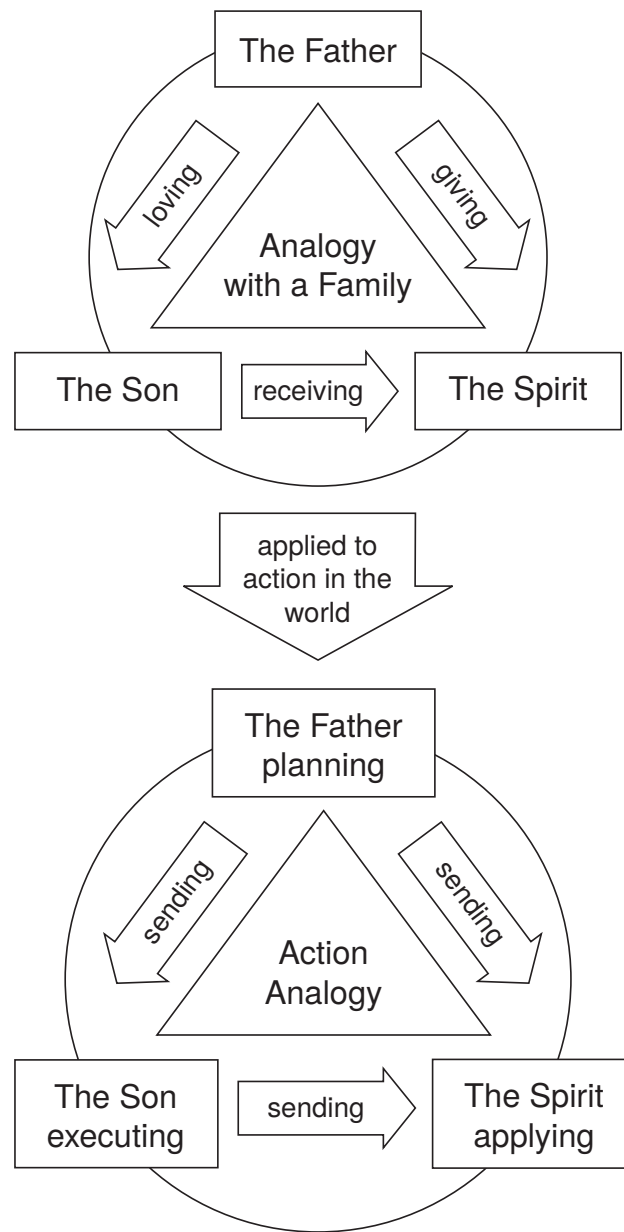 The Father
loving
giving
Analogy
with a Family
The Son
receiving
The Spirit
applied to
action in the
world
The Father
planning
sending
sending
Action
Analogy
The Son
executing
sending
The Spirit
applying